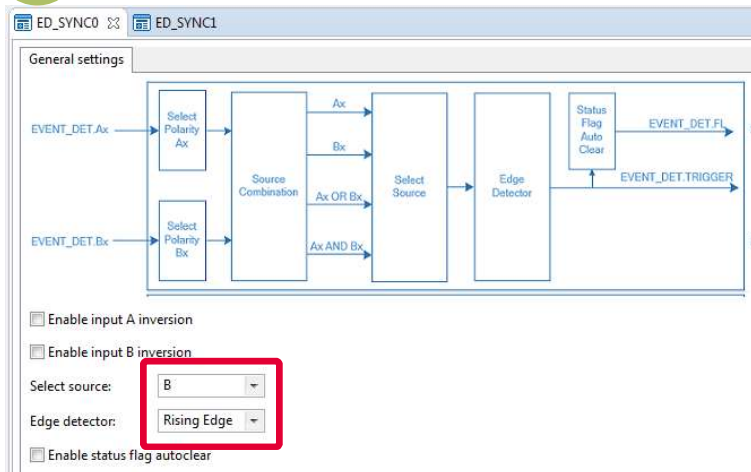 ED_SYNC0
ED_SYNC1
General settings
EVENT_DET.Ax
Select
Polarity
Ax
Source
Combination
Ax
Bx
Ax OR Bx
Ax AND Bx
Select
Source
Edge
Detector
Status
Flag
Auto
Clear
EVENT_DET.FL
EVENT_DET.TRIGGER
EVENT_DET.Bx
Select
Polarity
Bx
Enable input A inversion
Enable input B inversion
Select source: B
Edge detector: Rising Edge
Enable status flag autoclear